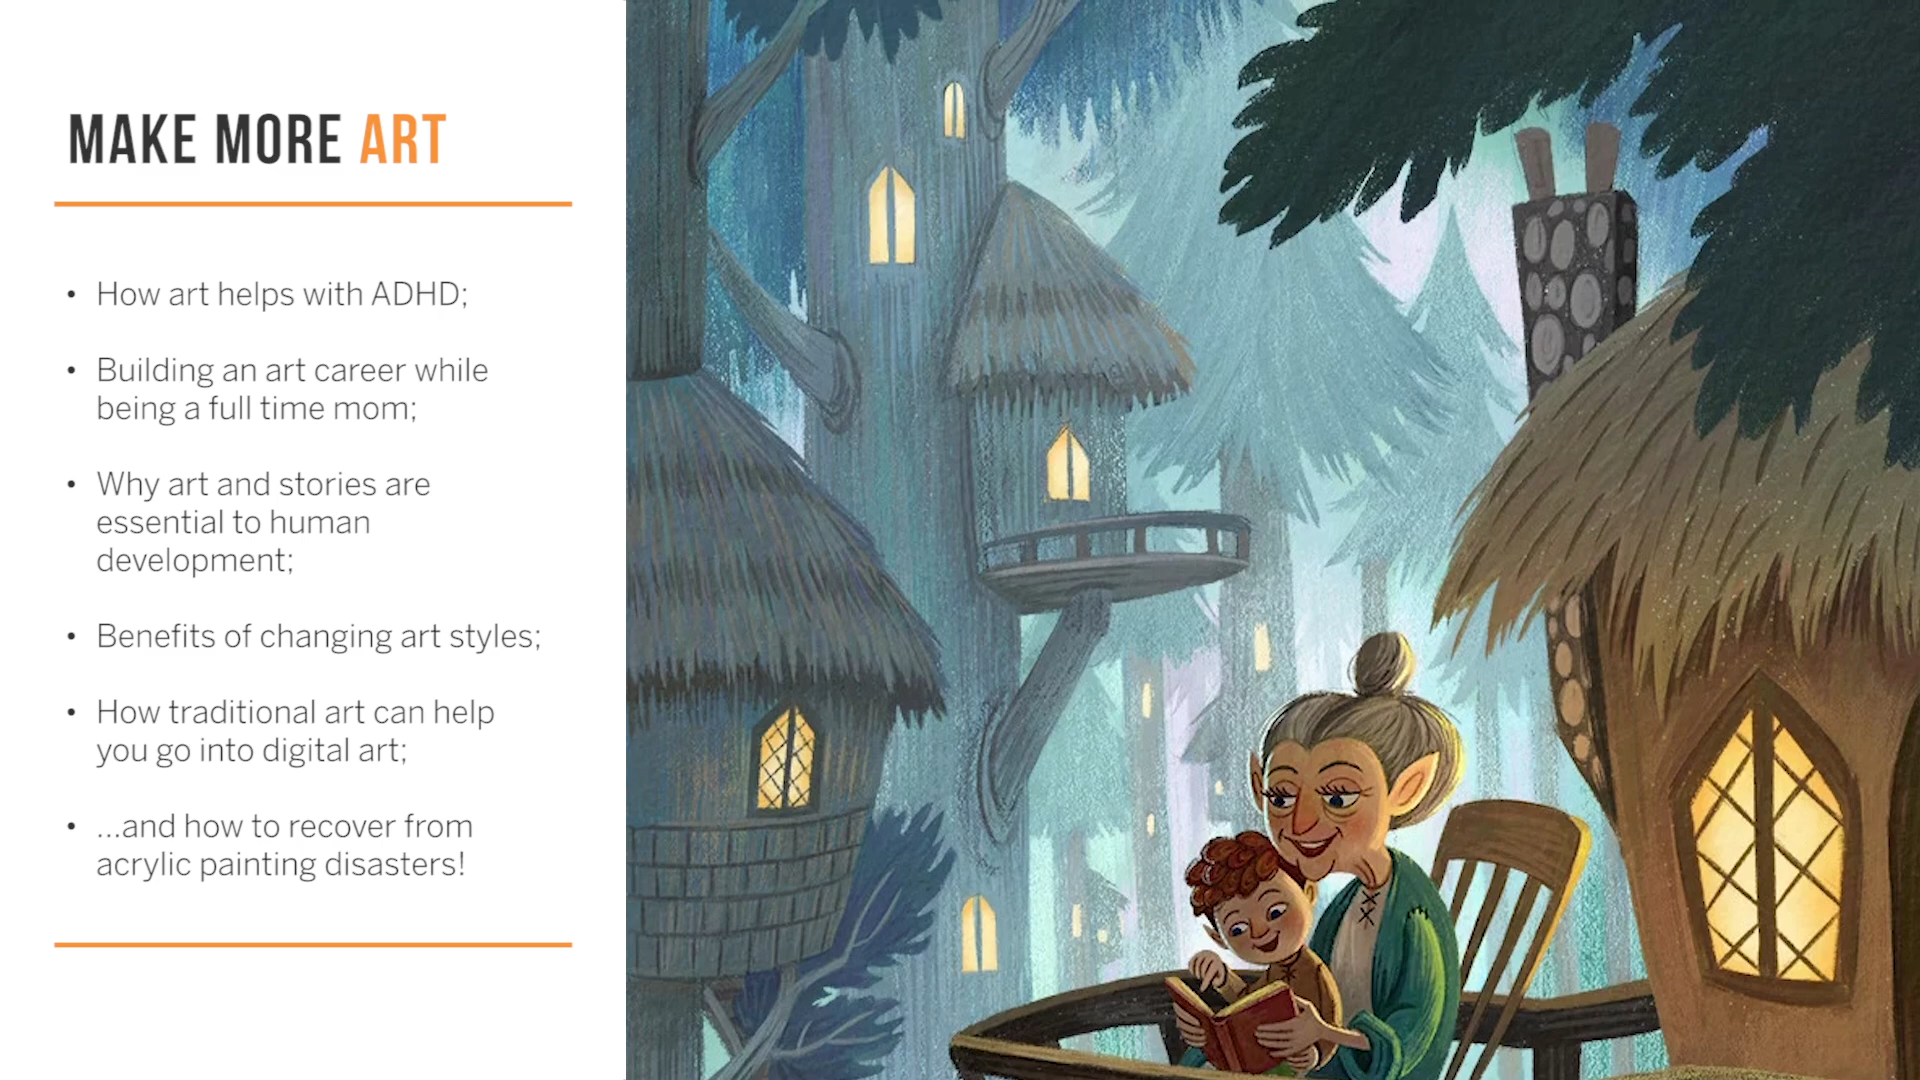 MAKE MORE ART
• How art helps with ADHD;
• Building an art career while
being a full time mom;
• Why art and stories are
essential to human
development;
• Benefits of changing art styles;
• How traditional art can help
you go into digital art;
• ...and how to recover from
acrylic painting disasters!